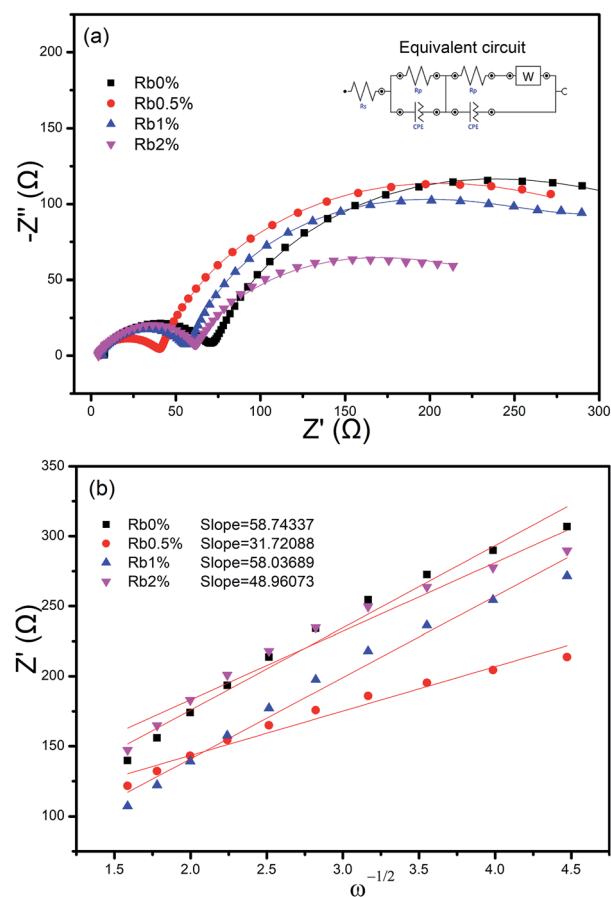 (a)
Equivalent circuit
Rb0%
Rb0.5%
Rb1%
Rb2%
Rs
Rp
Rp
W
CPE
CPE
200
150
100
50
0
-Z'' (Ω)
0 50 100 150 200 250 300
Z' (Ω)
(b)
Rb0% Slope=58.74337
Rb0.5% Slope=31.72088
Rb1% Slope=58.03689
Rb2% Slope=48.96073
350
300
250
200
150
100
Z' (Ω)
1.5 2.0 2.5 3.0 3.5 4.0 4.5
ω−1/2